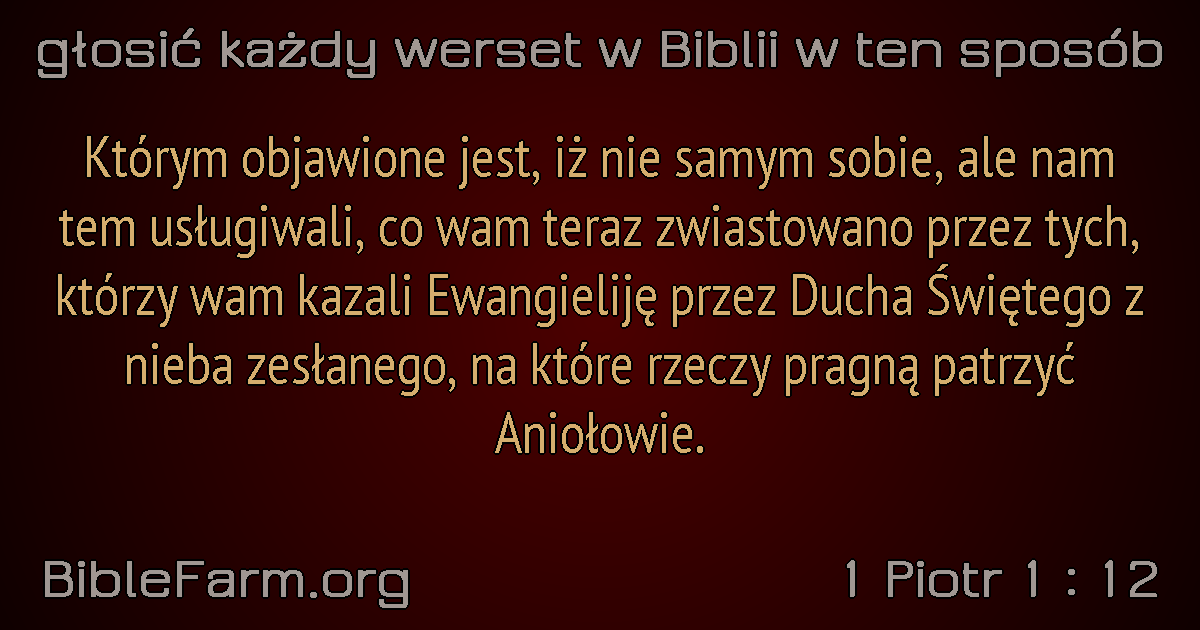 głosić każdy werset w Biblii w ten sposób
Którym objawione jest, iż nie samym sobie, ale nam
tem usługiwali, co wam teraz zwiastowano przez tych,
którzy wam kazali Ewangieliję przez Ducha Świętego z
nieba zesłanego, na które rzeczy pragną patrzyć
Aniołowie.
BibleFarm.org
1 Piotr 1 : 12